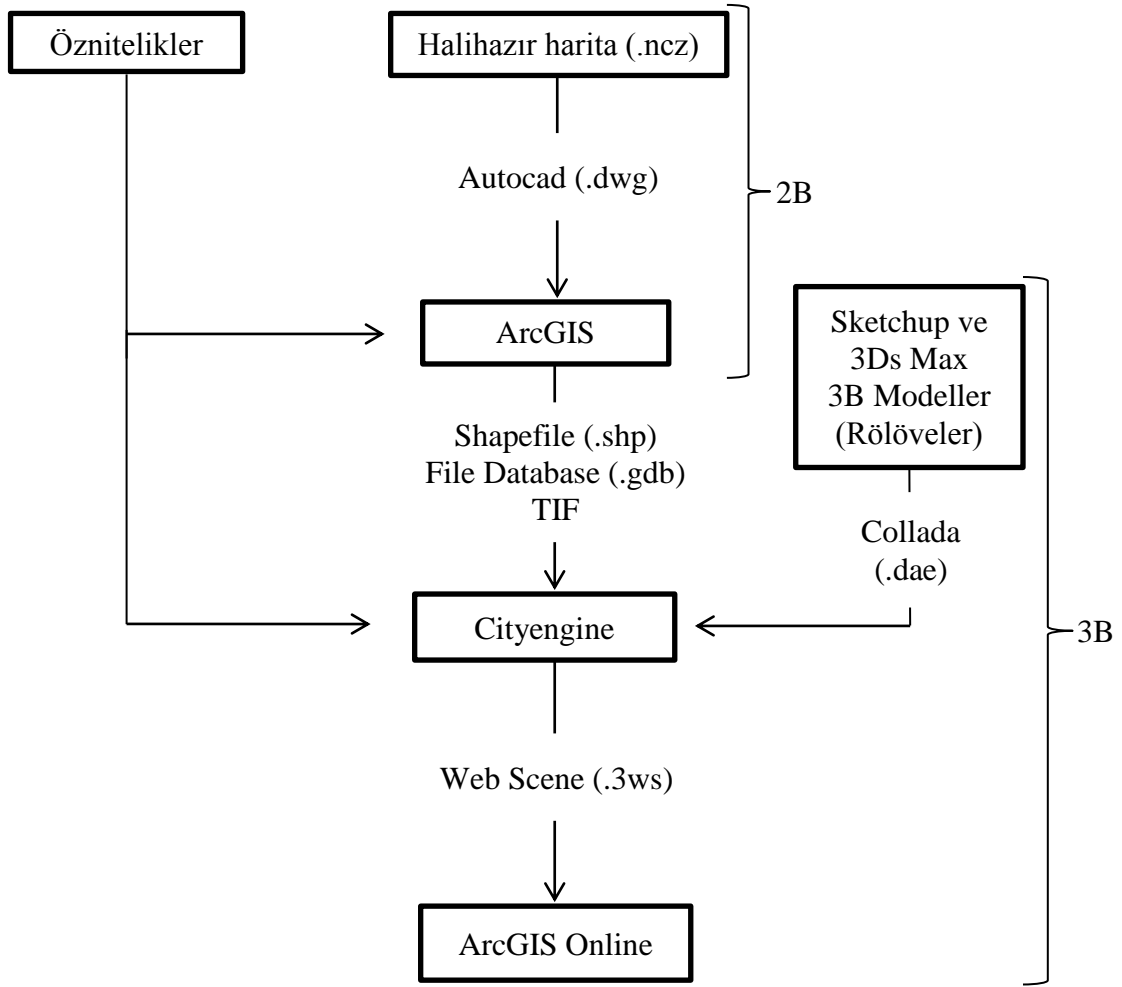 Öznitelikler
Halihazır harita (.ncz)
Autocad (.dwg)
2B
ArcGIS
Sketchup ve
3Ds Max
3B Modeller
(Rölöveler)
Shapefile (.shp)
File Database (.gdb)
TIF
Collada
(.dae)
Cityengine
3B
Web Scene (.3ws)
ArcGIS Online